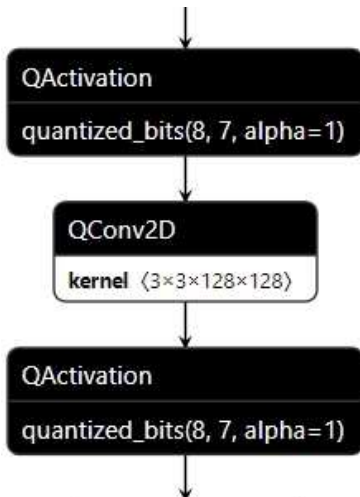 QActivation
quantized_bits(8, 7, alpha=1)
QConv2D
kernel 〈3×3×128×128〉
QActivation
quantized_bits(8, 7, alpha=1)